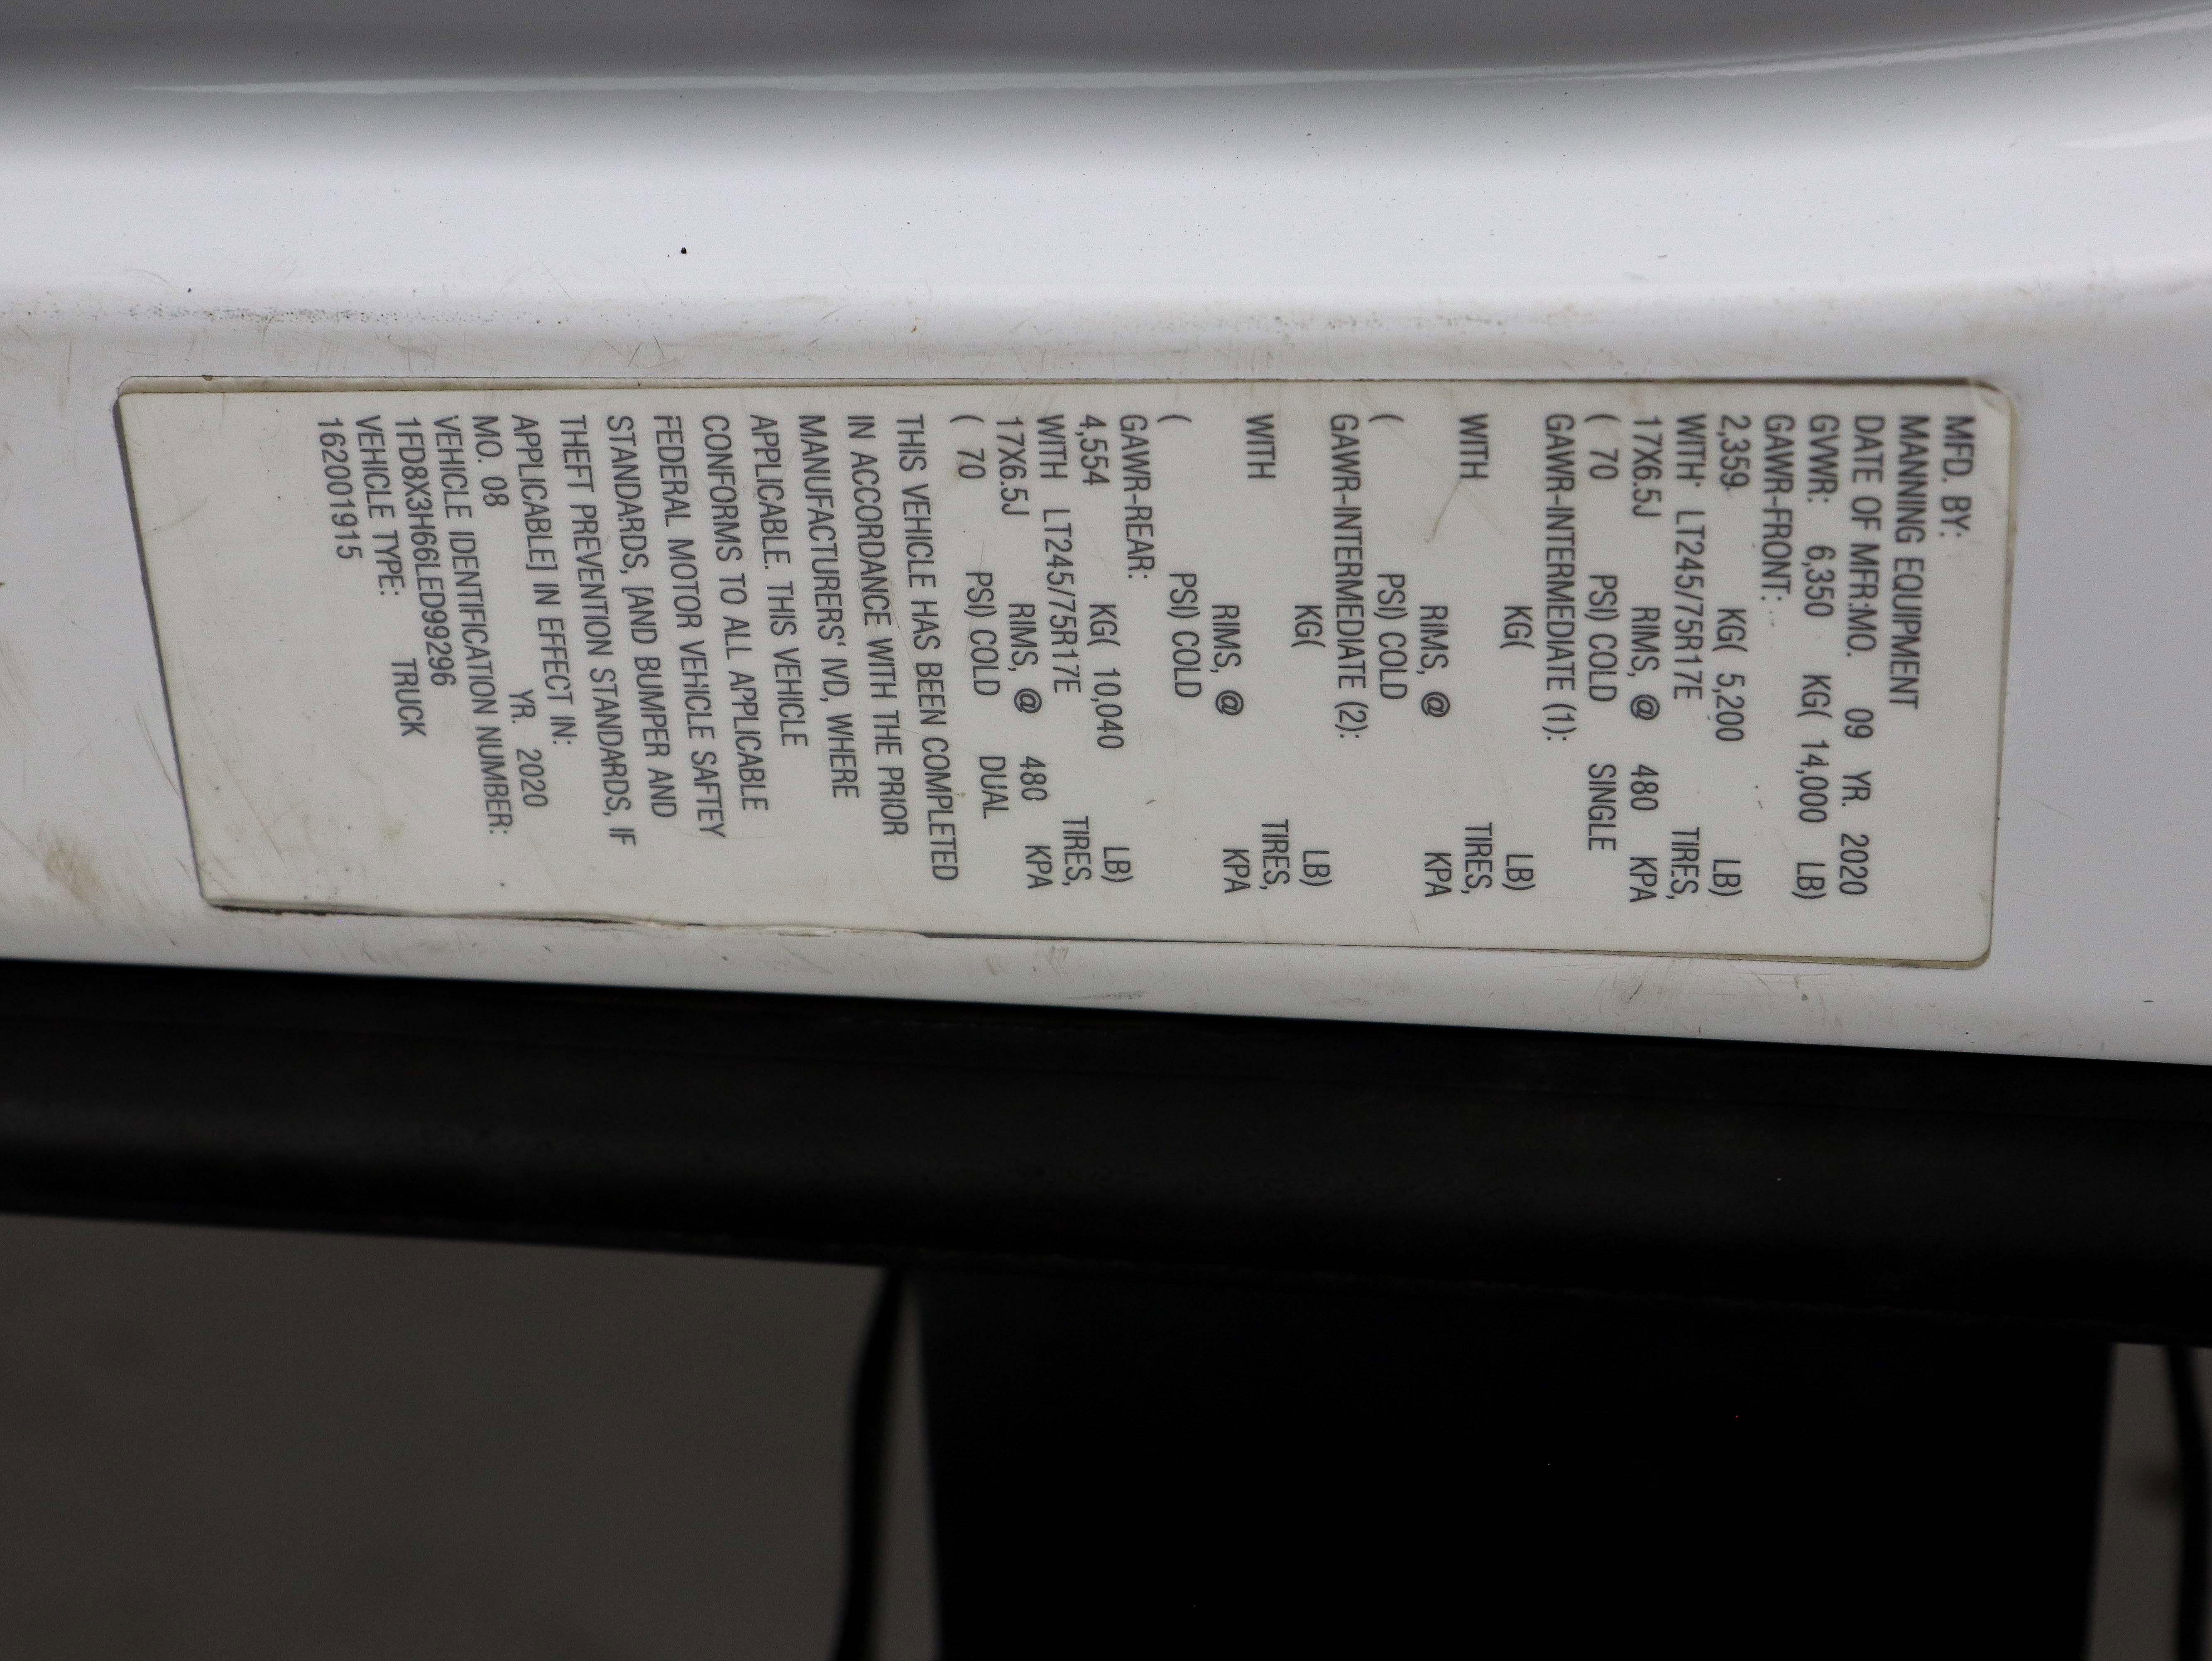 MFD. BY:
MANNING EQUIPMENT
DATE OF MFR:MO. 09 YR. 2020
GVWR: 6,350 KG( 14,000 LB)
GAWR-FRONT:
2,359 KG( 5,200 LB)
WITH LT245/75R17E TIRES,
17X6.5J RIMS, @ 480 KPA
( 70 PSI) COLD SINGLE
GAWR-INTERMEDIATE (1):
KG( LB)
WITH TIRES,
RIMS, @ KPA
( PSI) COLD
GAWR-INTERMEDIATE (2):
KG( LB)
WITH TIRES,
RIMS, @ KPA
( PSI) COLD
GAWR-REAR:
4,554 KG( 10,040 LB)
WITH LT245/75R17E TIRES,
17X6.5J RIMS, @ 480 KPA
( 70 PSI) COLD DUAL
THIS VEHICLE HAS BEEN COMPLETED
IN ACCORDANCE WITH THE PRIOR
MANUFACTURERS' IVD, WHERE
APPLICABLE. THIS VEHICLE
CONFORMS TO ALL APPLICABLE
FEDERAL MOTOR VEHICLE SAFTEY
STANDARDS, [AND BUMPER AND
THEFT PREVENTION STANDARDS, IF
APPLICABLE] IN EFFECT IN:
MO. 08 YR. 2020
VEHICLE IDENTIFICATION NUMBER:
1FD8X3H66LED99296
VEHICLE TYPE: TRUCK
162001915